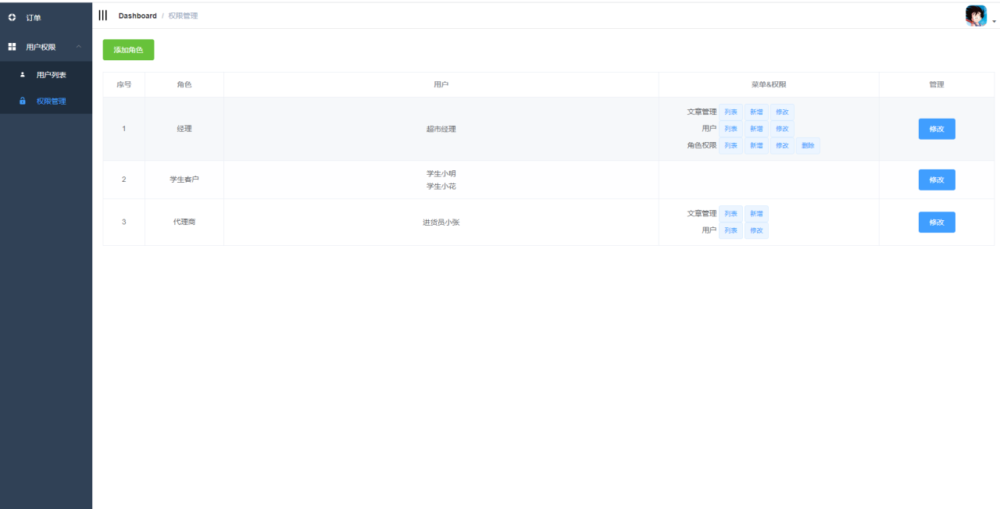 订单
用户权限
用户列表
权限管理
Dashboard / 权限管理
添加角色
序号 角色 用户 菜单&权限 管理
1 经理 超市经理
文章管理 列表 新增 修改
用户 列表 新增 修改
角色权限 列表 新增 修改 删除
修改
2 学生客户
学生小明
学生小花
修改
3 代理商 进货员小张
文章管理 列表 新增
用户 列表 修改
修改